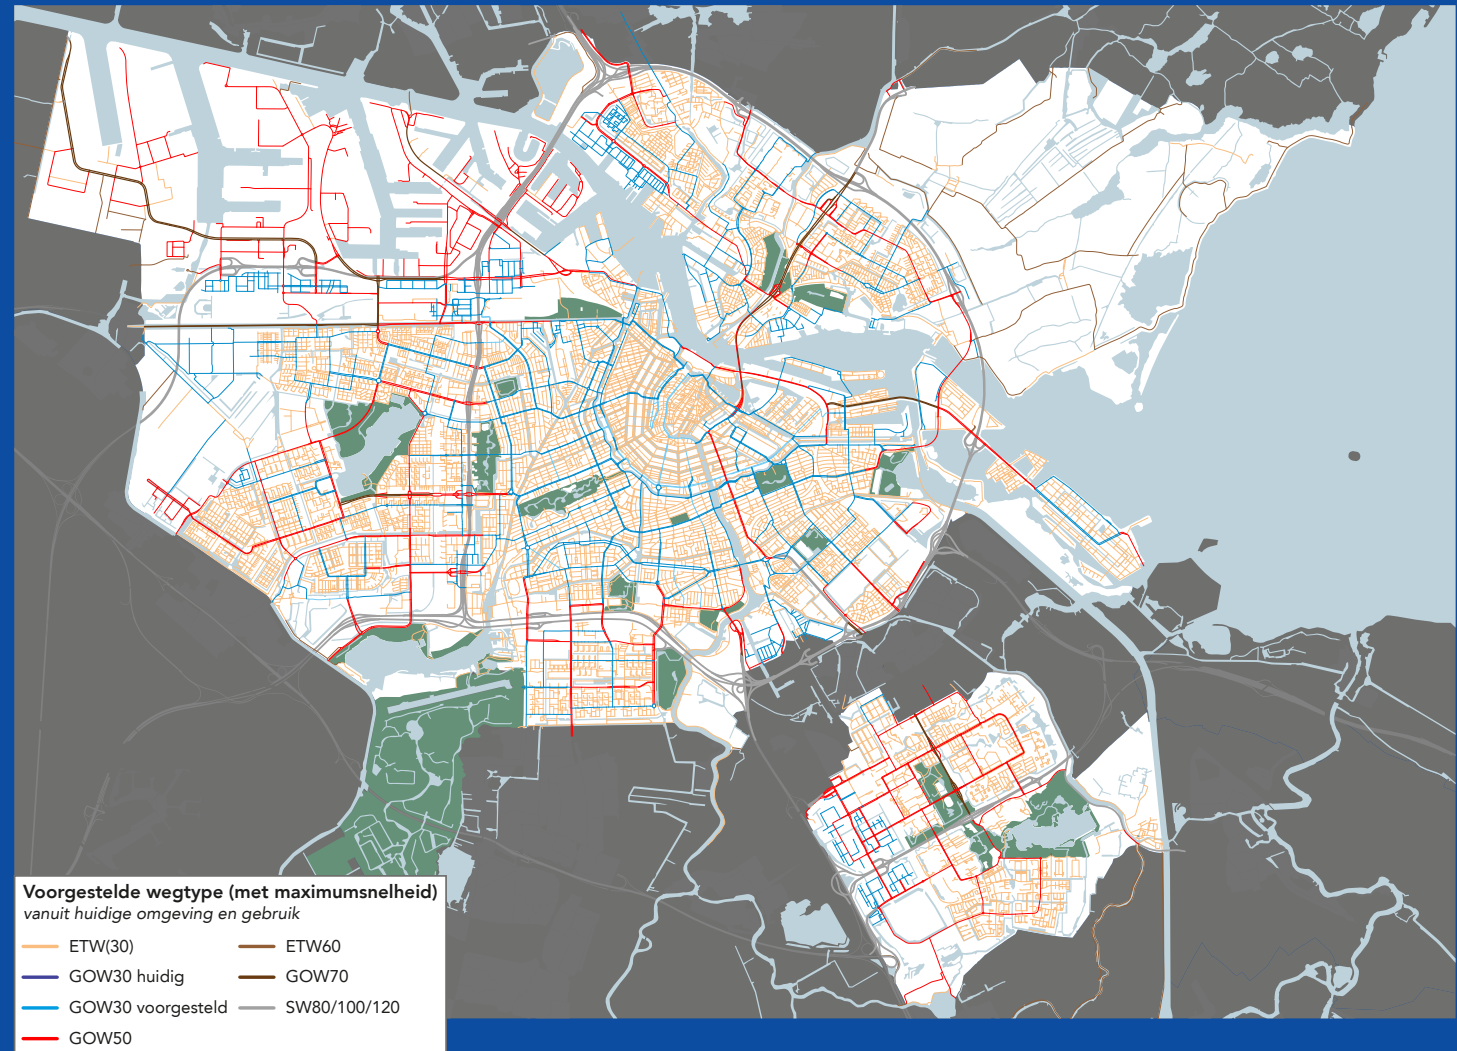 Voorgestelde wegtype (met maximumsnelheid)
vanuit huidige omgeving en gebruik
ETW(30)
GOW30 huidig
GOW30 voorgesteld
GOW50
ETW60
GOW70
SW80/100/120